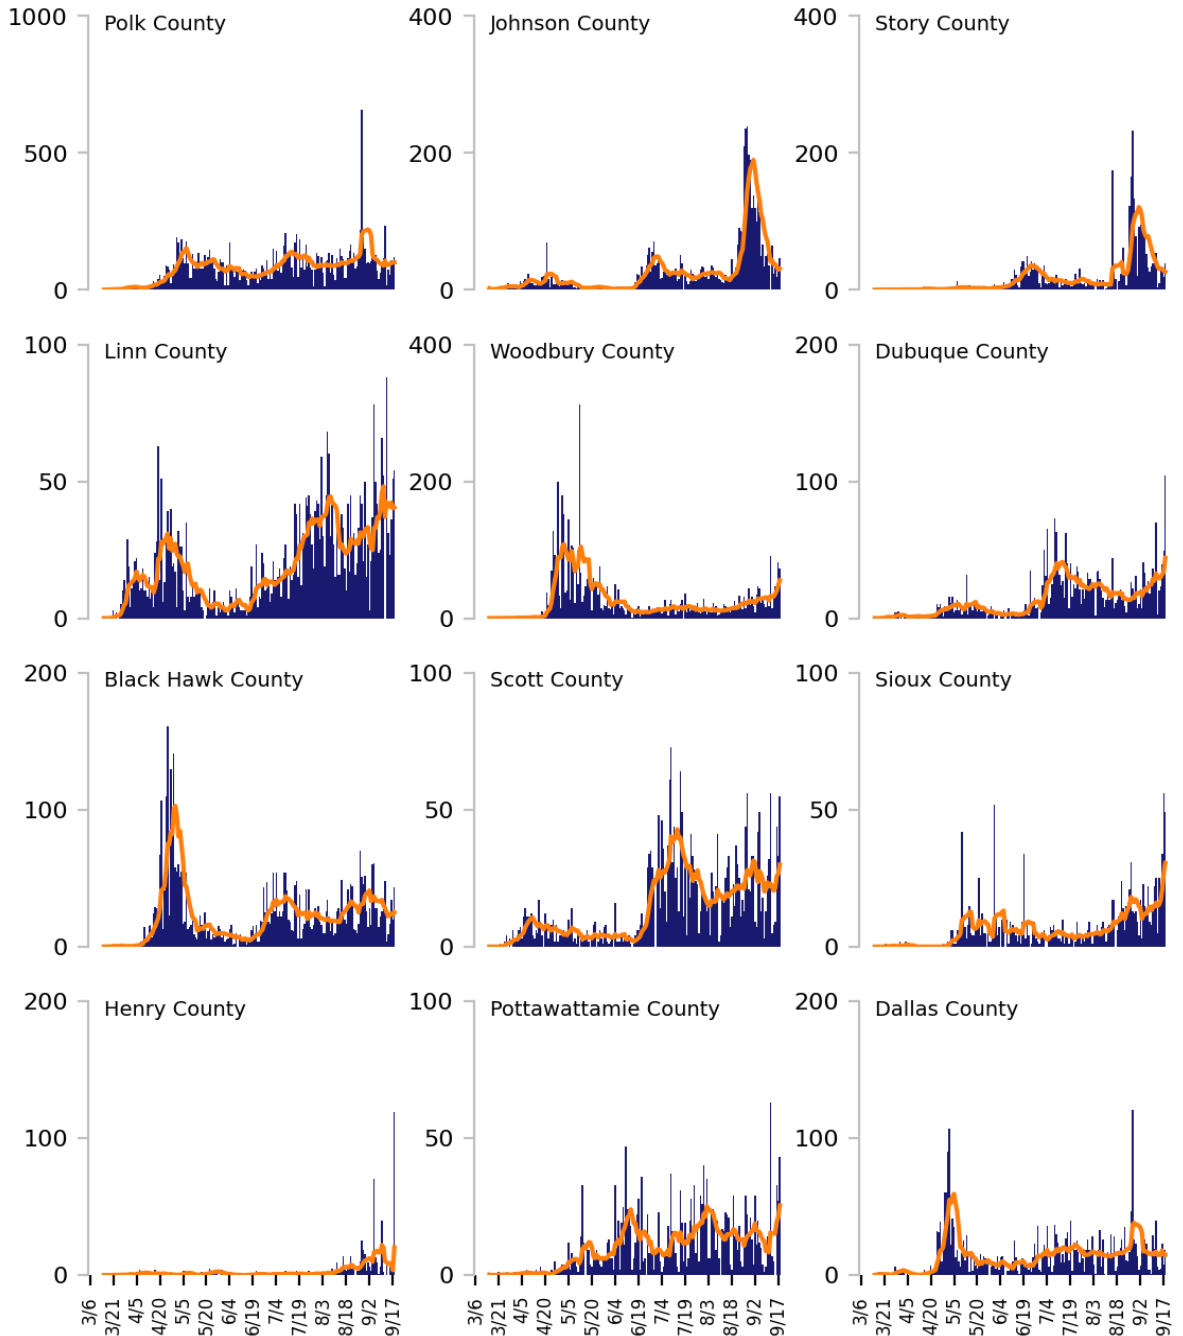 1000
500
0
Polk County
400
200
0
Johnson County
400
200
0
Story County
100
50
0
Linn County
400
200
0
Woodbury County
200
100
0
Dubuque County
200
100
0
Black Hawk County
100
50
0
Scott County
100
50
0
Sioux County
200
100
0
Henry County
100
50
0
Pottawattamie County
200
100
0
Dallas County
3/6 3/21 4/5 4/20 5/5 5/20 6/4 6/19 7/4 7/19 8/3 8/18 9/2 9/17
3/6 3/21 4/5 4/20 5/5 5/20 6/4 6/19 7/4 7/19 8/3 8/18 9/2 9/17
3/6 3/21 4/5 4/20 5/5 5/20 6/4 6/19 7/4 7/19 8/3 8/18 9/2 9/17